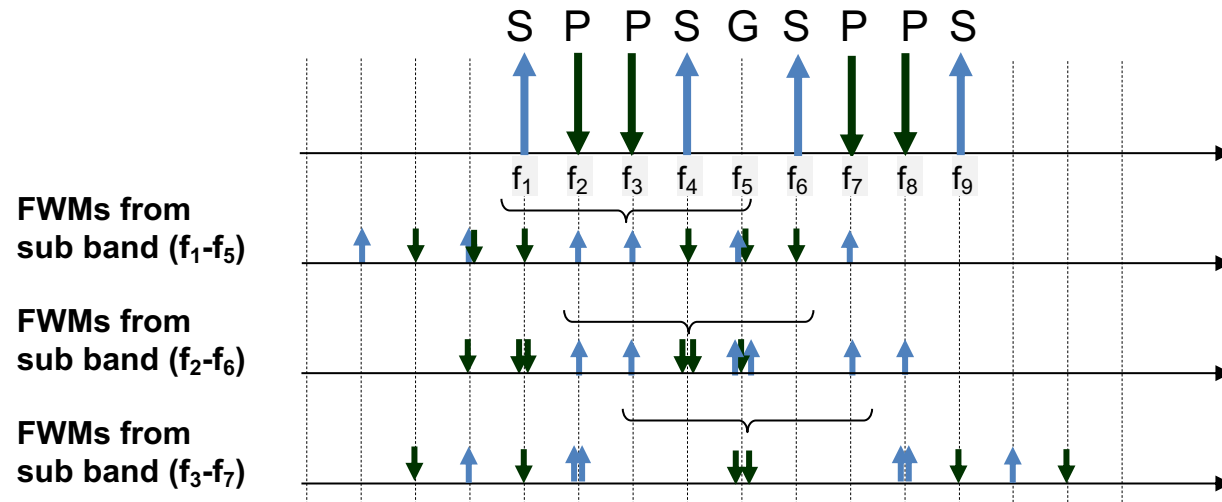 S P P S G S P P S
f₁ f₂ f₃ f₄ f₅ f₆ f₇ f₈ f₉
FWMs from
sub band (f₁-f₅)
FWMs from
sub band (f₂-f₆)
FWMs from
sub band (f₃-f₇)